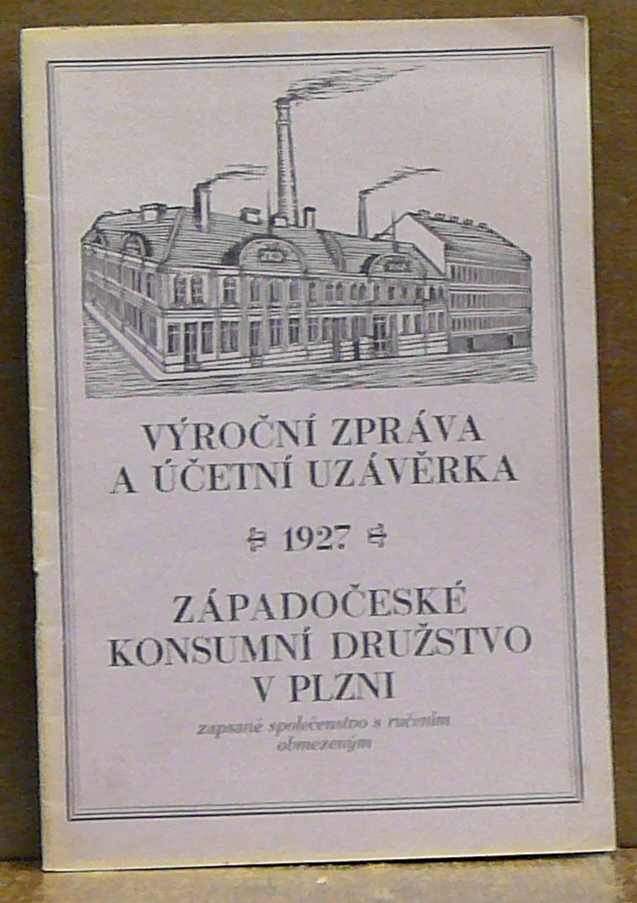 VÝROČNÍ ZPRÁVA
A ÚČETNÍ UZÁVĚRKA
1927
ZÁPADOČESKÉ
KONSUMNÍ DRUŽSTVO
V PLZNI
zapsané společenstvo s ručením
obmezeným